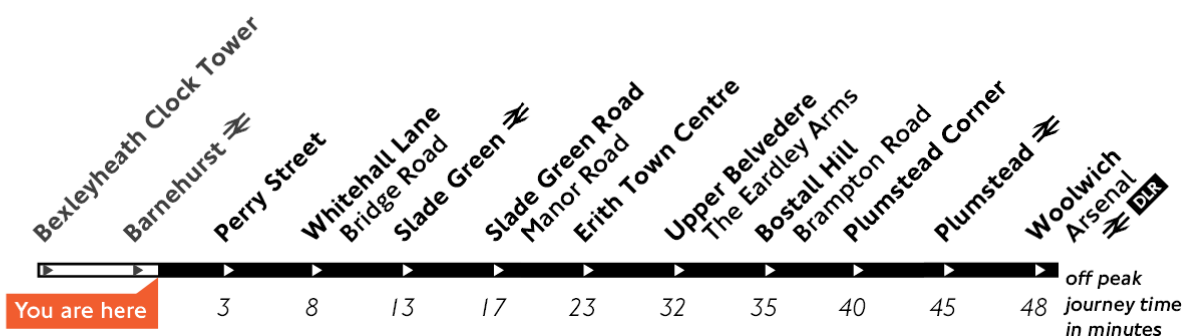 Bexleyheath Clock Tower
Barnehurst
Perry Street
Whitehall Lane
Bridge Road
Slade Green
Slade Green Road
Manor Road
Erith Town Centre
Upper Belvedere
The Eardley Arms
Bostall Hill
Brampton Road
Plumstead Corner
Plumstead
Woolwich
Arsenal
DLR
You are here
3 8 13 17 23 32 35 40 45 48
off peak
journey time
in minutes